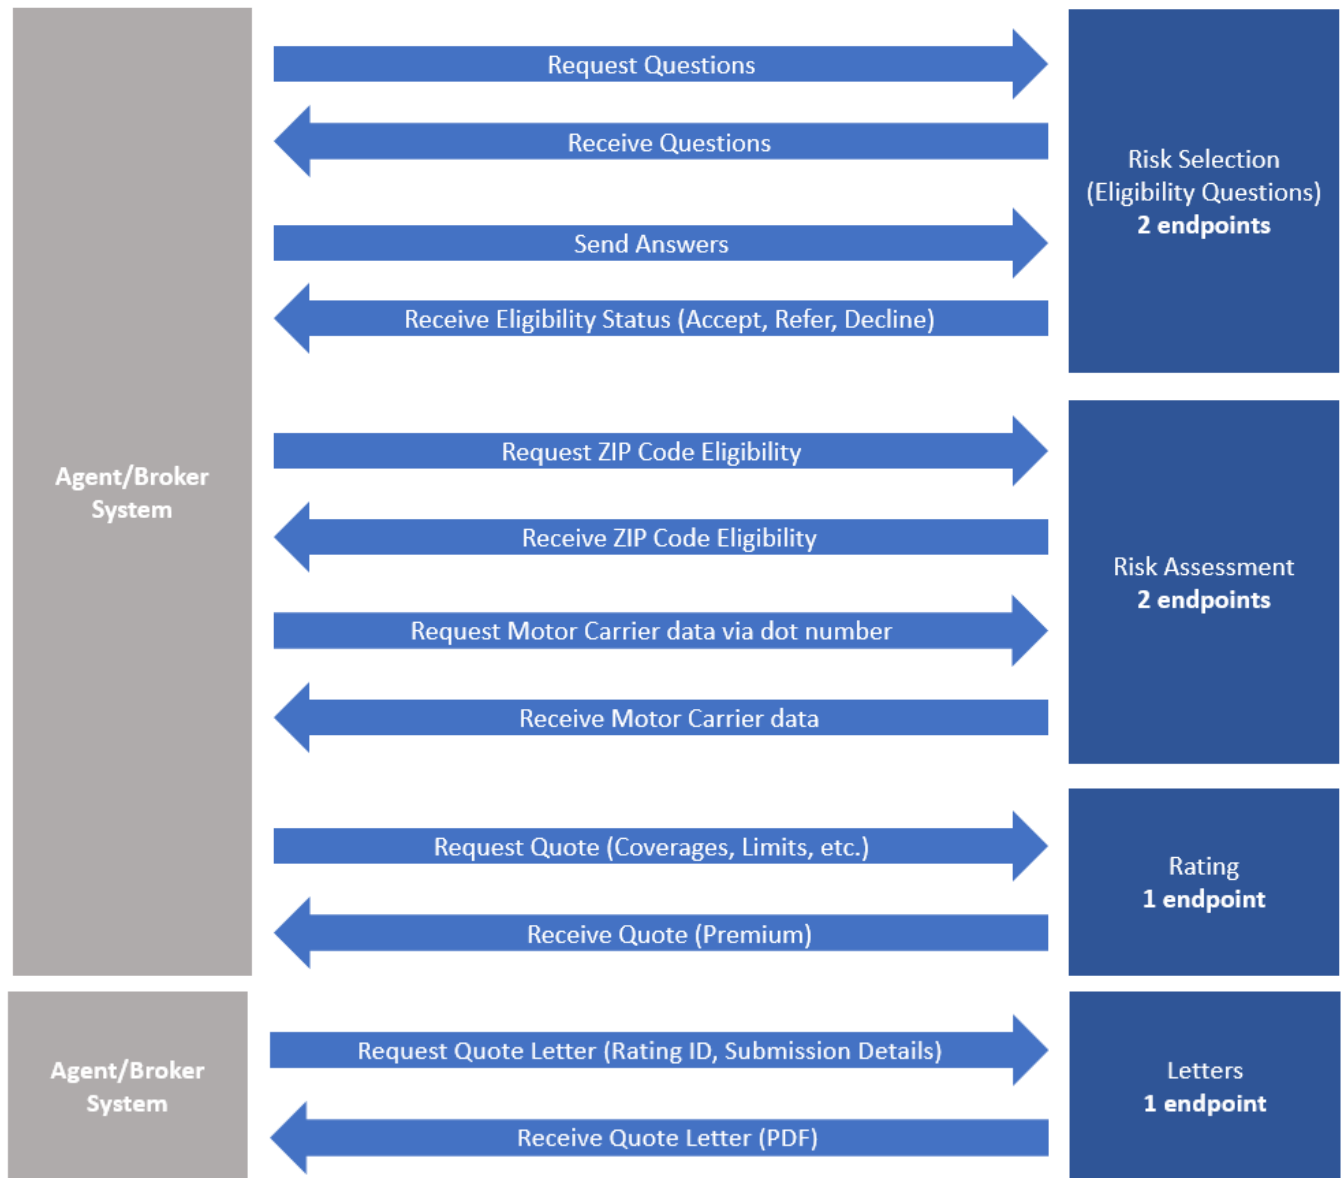 Request Questions
Receive Questions
Risk Selection
(Eligibility Questions)
2 endpoints
Send Answers
Receive Eligibility Status (Accept, Refer, Decline)
Agent/Broker
System
Request ZIP Code Eligibility
Receive ZIP Code Eligibility
Risk Assessment
2 endpoints
Request Motor Carrier data via dot number
Receive Motor Carrier data
Request Quote (Coverages, Limits, etc.)
Rating
1 endpoint
Receive Quote (Premium)
Agent/Broker
System
Request Quote Letter (Rating ID, Submission Details)
Letters
1 endpoint
Receive Quote Letter (PDF)